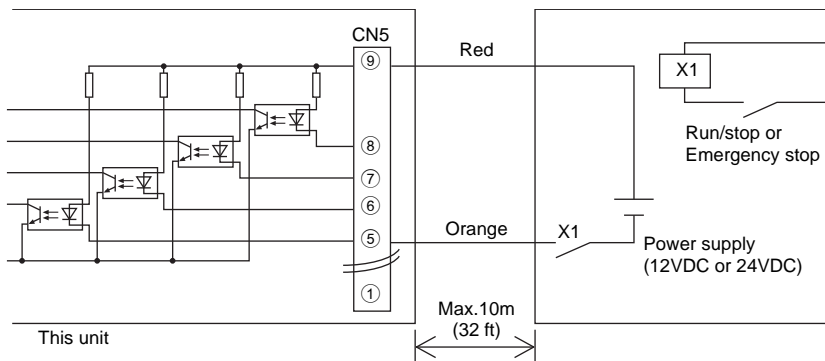 CN5
⑨
Red
X1
Run/stop or
Emergency stop
⑧
⑦
⑥
⑤
Orange
X1
Power supply
(12VDC or 24VDC)
①
Max.10m
(32 ft)
This unit